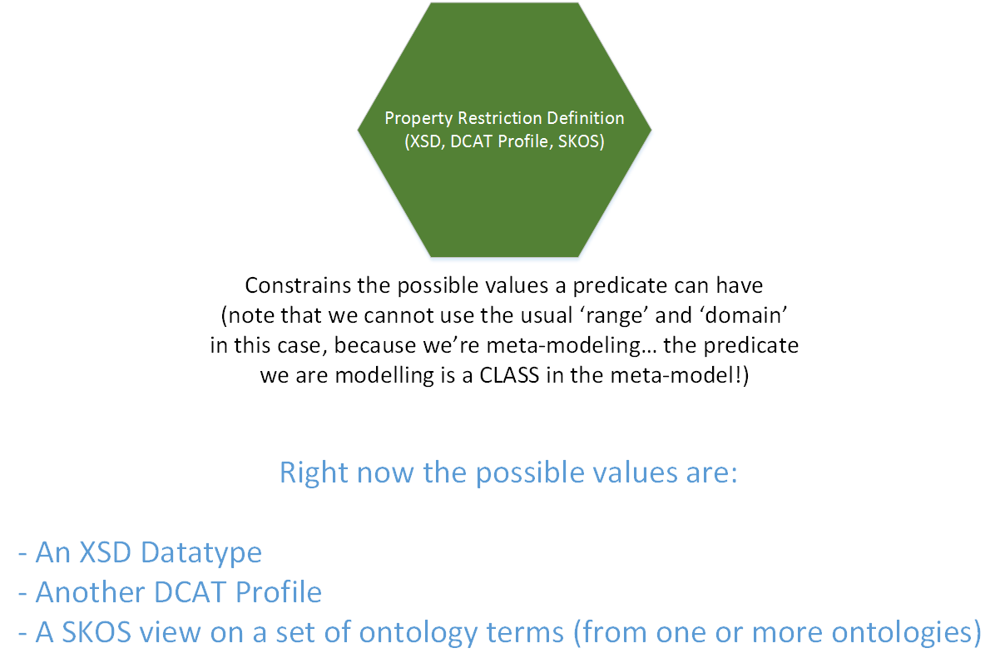 Property Restriction Definition
(XSD, DCAT Profile, SKOS)
Constrains the possible values a predicate can have
(note that we cannot use the usual ‘range’ and ‘domain’
in this case, because we’re meta-modeling… the predicate
we are modelling is a CLASS in the meta-model!)
Right now the possible values are:
- An XSD Datatype
- Another DCAT Profile
- A SKOS view on a set of ontology terms (from one or more ontologies)